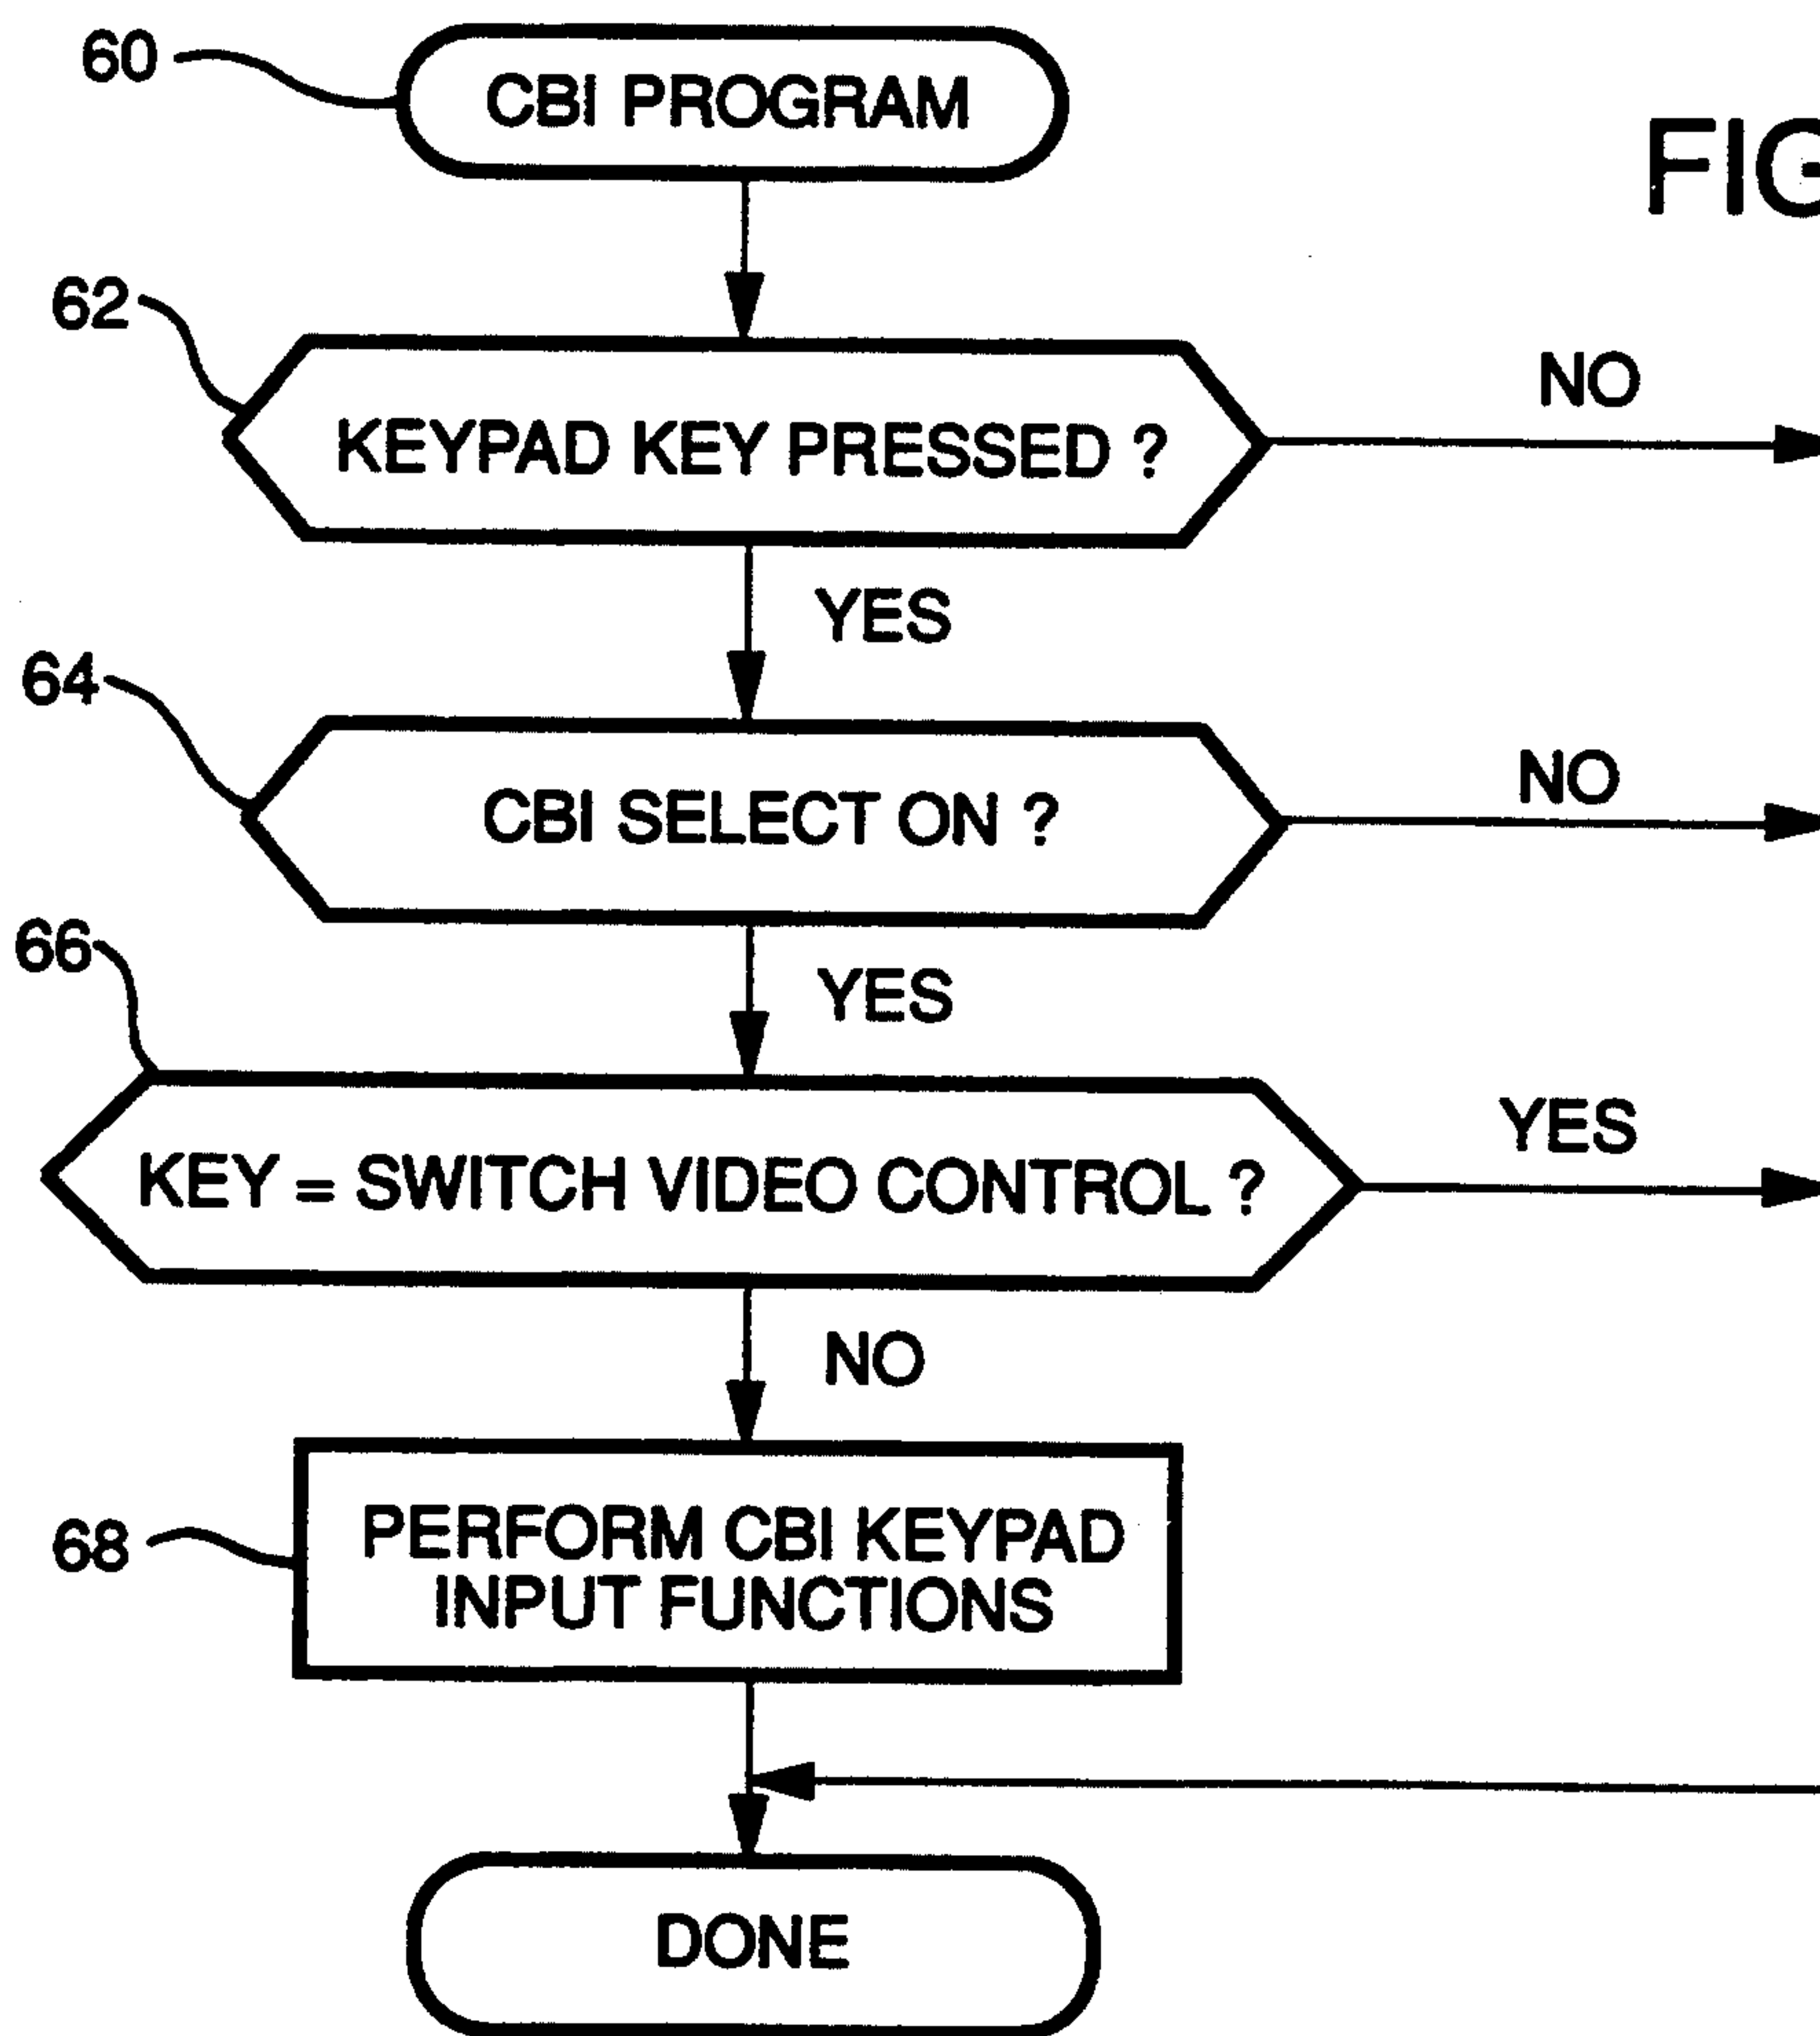 60
CBI PROGRAM
FIG
62
KEYPAD KEY PRESSED ?
NO
YES
64
CBI SELECT ON ?
NO
YES
66
KEY = SWITCH VIDEO CONTROL ?
YES
NO
68
PERFORM CBI KEYPAD
INPUT FUNCTIONS
DONE